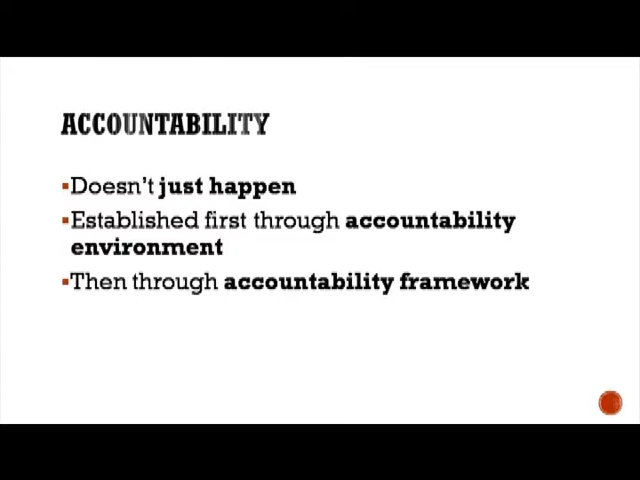 ACCOUNTABILITY
▪Doesn't just happen
▪Established first through accountability
environment
▪Then through accountability framework